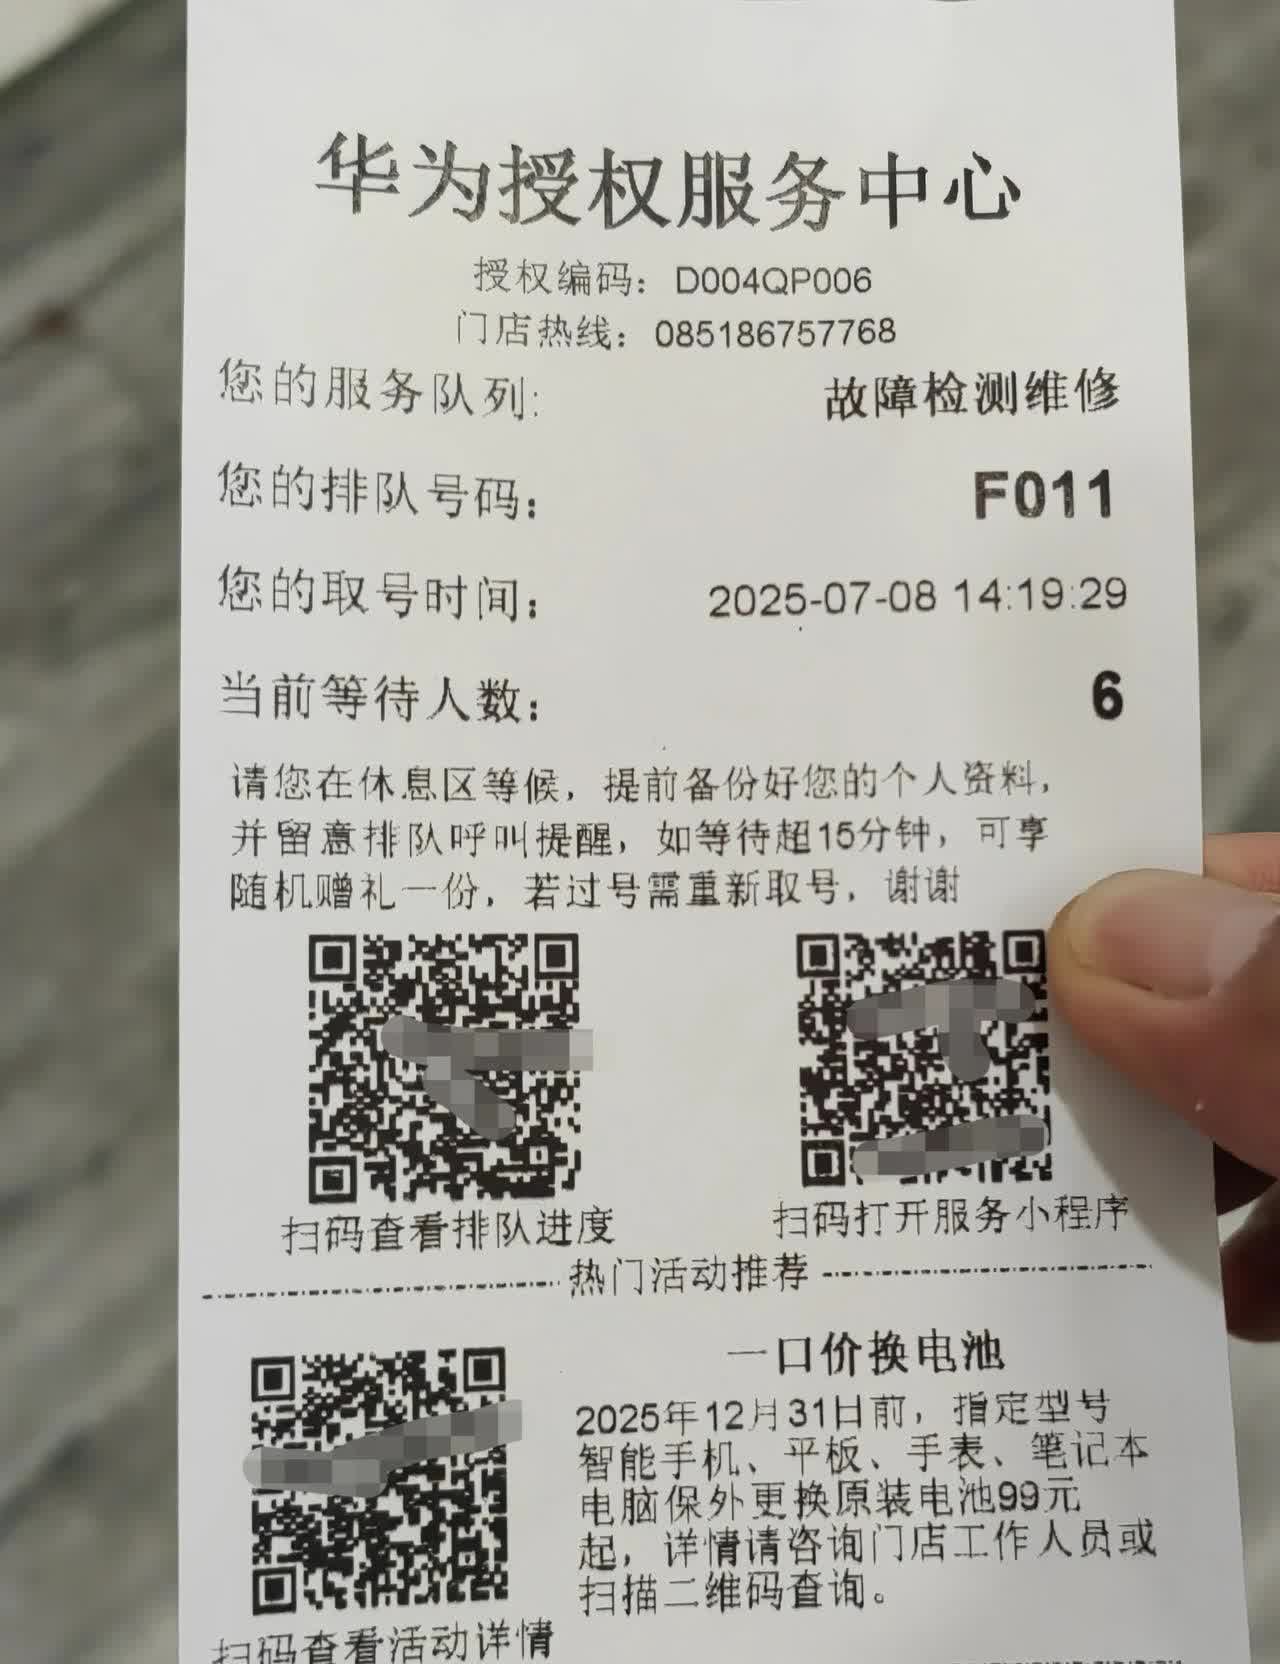 华为授权服务中心
授权编码：D004QP006
门店热线：085186757768
您的服务队列: 故障检测维修
您的排队号码： F011
您的取号时间： 2025-07-08 14:19:29
当前等待人数： 6
请您在休息区等候，提前备份好您的个人资料，
并留意排队呼叫提醒，如等待超15分钟，可享
随机赠礼一份，若过号需重新取号，谢谢
扫码查看排队进度 扫码打开服务小程序
热门活动推荐
一口价换电池
2025年12月31日前，指定型号
智能手机、平板、手表、笔记本
电脑保外更换原装电池99元
起，详情请咨询门店工作人员或
扫描二维码查询。
扫码查看活动详情